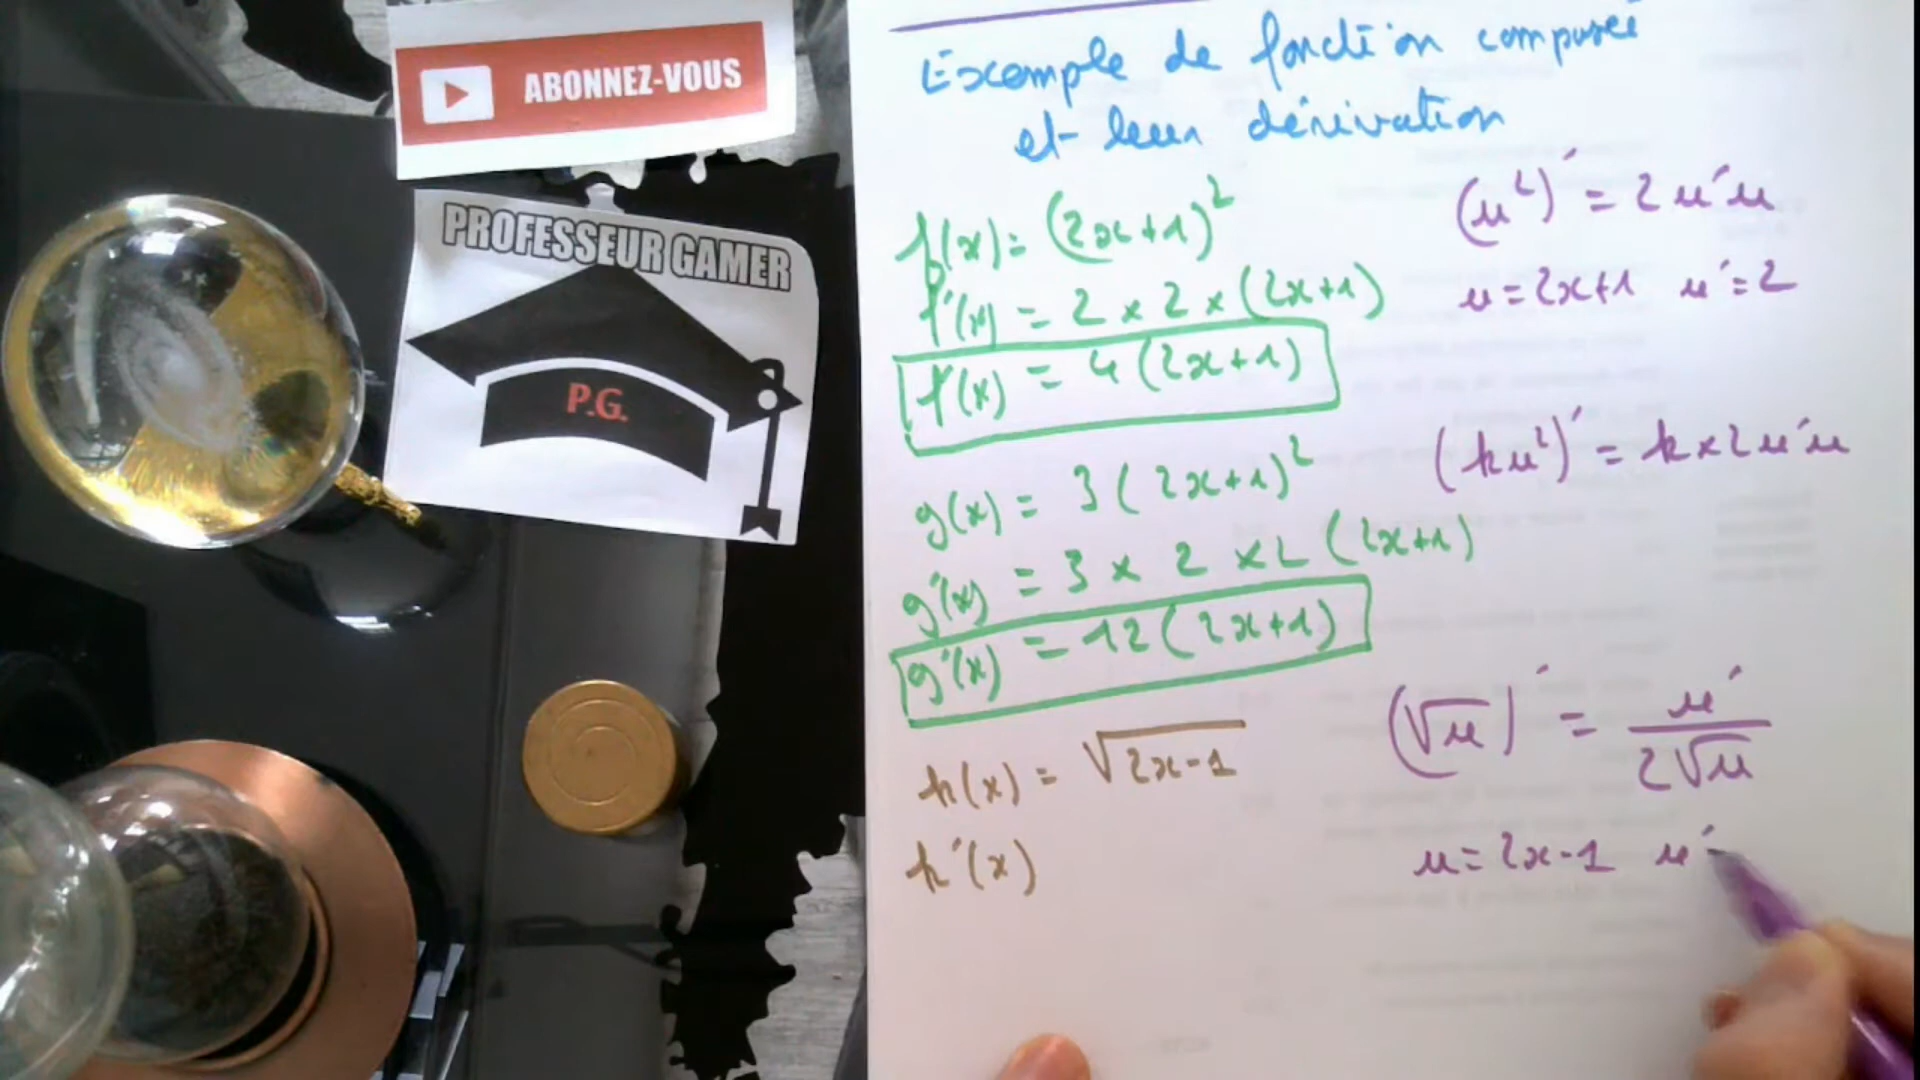 ABONNEZ-VOUS
PROFESSEUR GAMER
P.G.
Exemple de fonction composée
et leur dérivation
f(x) = (2x+1)²
(u²)' = 2u'u
f'(x) = 2 × 2 × (2x+1)
u = 2x+1 u' = 2
f'(x) = 4(2x+1)
g(x) = 3(2x+1)²
(ku²)' = k×2u'u
g'(x) = 3 × 2 × 2(2x+1)
g'(x) = 12(2x+1)
h(x) = √(2x-1)
(√u)' = u'/(2√u)
h'(x)
u = 2x-1 u' =